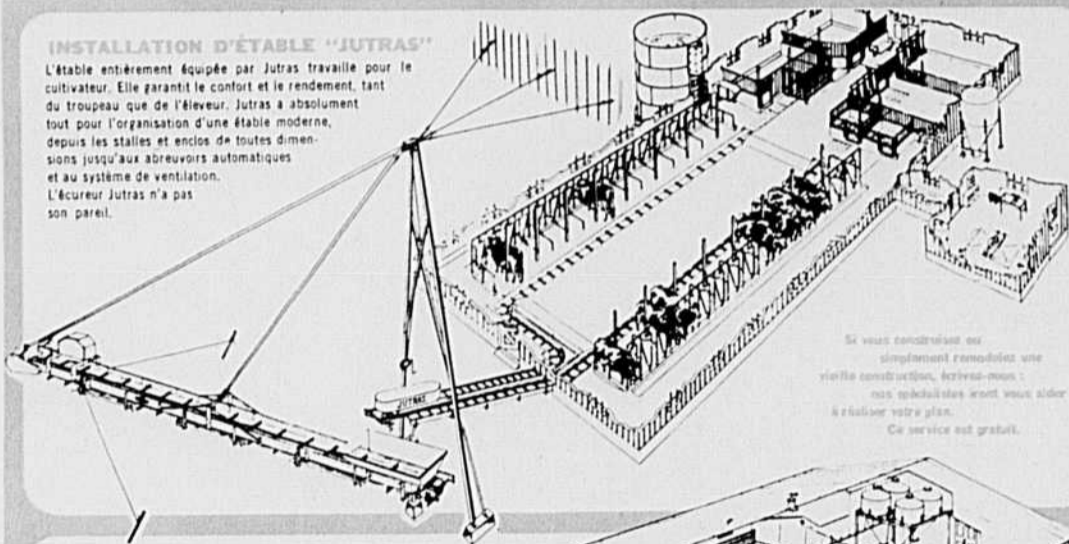 INSTALLATION D'ÉTABLE "JUTRAS"
L'étable entièrement équipée par Jutras travaille pour le
cultivateur. Elle garantit le confort et le rendement, tant
du troupeau que de l'éleveur. Jutras a absolument
tout pour l'organisation d'une étable moderne,
depuis les stalles et enclos de toutes dimen-
sions jusqu'aux abreuvoirs automatiques
et au système de ventilation.
L'écureur Jutras n'a pas
son pareil.
JUTRAS
Si vous construisez ou
simplement remodelez une
vieille construction, écrivez-nous :
nos spécialistes iront vous aider
à réaliser votre plan.
Ce service est gratuit.